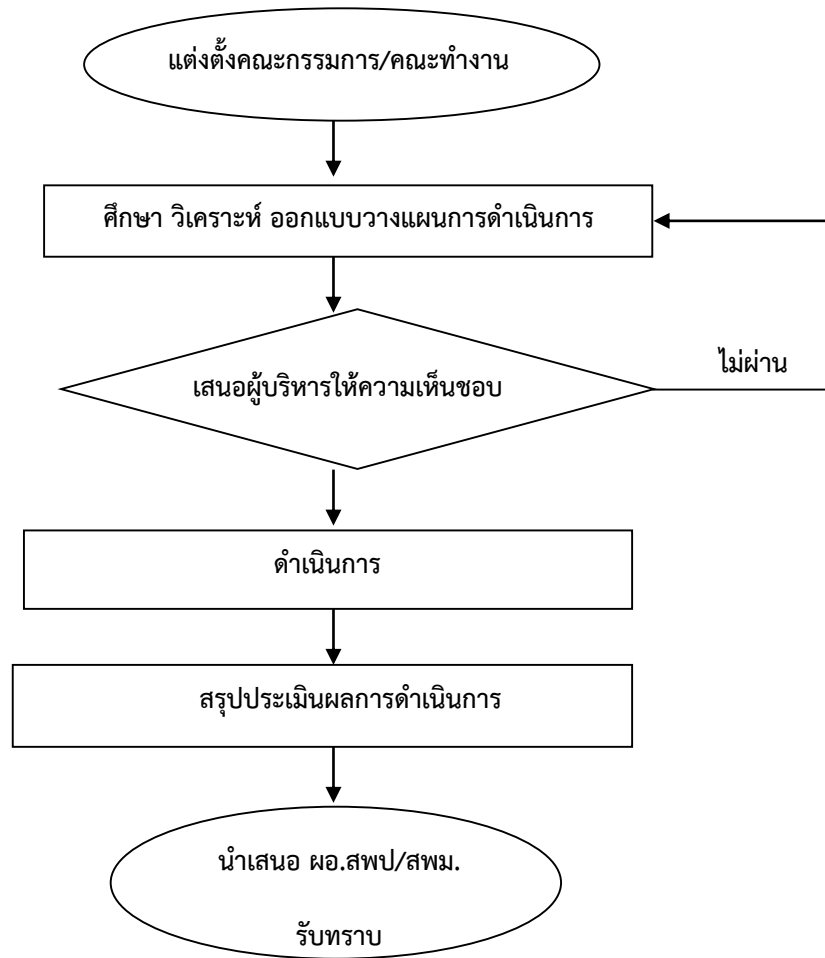 แต่งตั้งคณะกรรมการ/คณะทำงาน
ศึกษา วิเคราะห์ ออกแบบวางแผนการดำเนินการ
ไม่ผ่าน
เสนอผู้บริหารให้ความเห็นชอบ
ดำเนินการ
สรุปประเมินผลการดำเนินการ
นำเสนอ ผอ.สพป/สพม.
รับทราบ